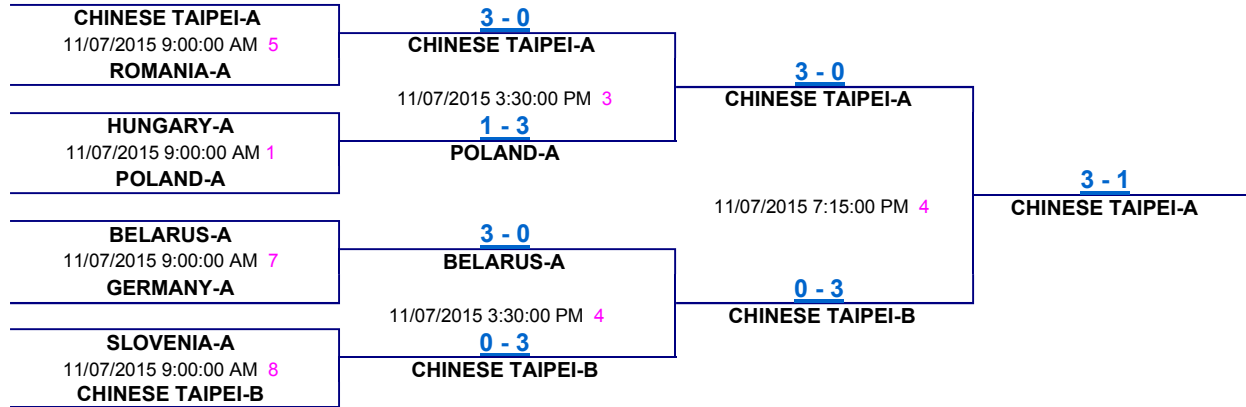 CHINESE TAIPEI-A
11/07/2015 9:00:00 AM 5
ROMANIA-A
HUNGARY-A
11/07/2015 9:00:00 AM 1
POLAND-A
BELARUS-A
11/07/2015 9:00:00 AM 7
GERMANY-A
SLOVENIA-A
11/07/2015 9:00:00 AM 8
CHINESE TAIPEI-B
3 - 0
CHINESE TAIPEI-A
11/07/2015 3:30:00 PM 3
1 - 3
POLAND-A
3 - 0
BELARUS-A
11/07/2015 3:30:00 PM 4
0 - 3
CHINESE TAIPEI-B
3 - 0
CHINESE TAIPEI-A
11/07/2015 7:15:00 PM 4
0 - 3
CHINESE TAIPEI-B
3 - 1
CHINESE TAIPEI-A